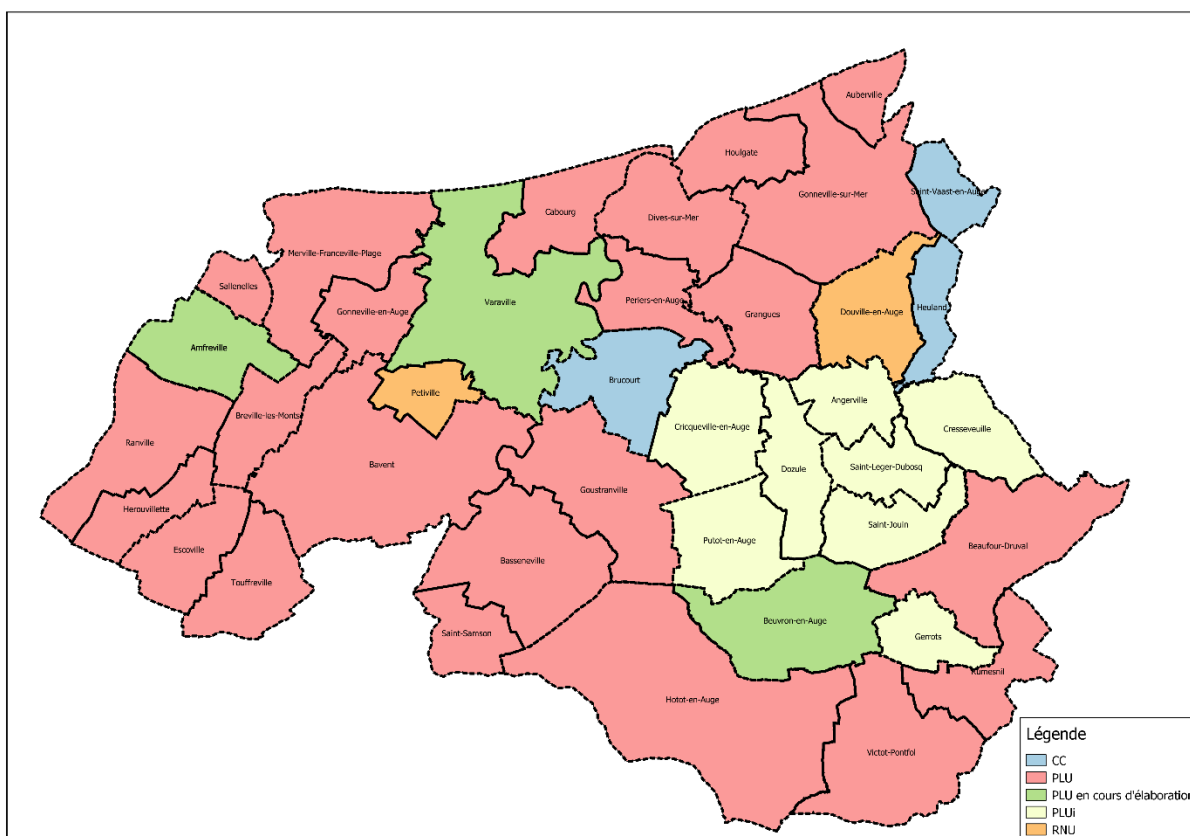 Auberville
Houlgate
Saint-Vaast-en-Auge
Gonneville-sur-Mer
Cabourg
Dives-sur-Mer
Merville-Franceville-Plage
Sallenelles
Varaville
Periers-en-Auge
Heuland
Gonneville-en-Auge
Grangues
Douville-en-Auge
Amfreville
Brucourt
Petiville
Angerville
Breville-les-Monts
Cricqueville-en-Auge
Cresseveuille
Ranville
Bavent
Dozule
Saint-Leger-Dubosq
Goustranville
Herouvillette
Saint-Jouin
Putot-en-Auge
Beaufour-Druval
Escoville
Basseneville
Touffreville
Beuvron-en-Auge
Saint-Samson
Gerrots
Rumesnil
Hotot-en-Auge
Victot-Pontfol
Légende
CC
PLU
PLU en cours d'élaboration
PLUi
RNU